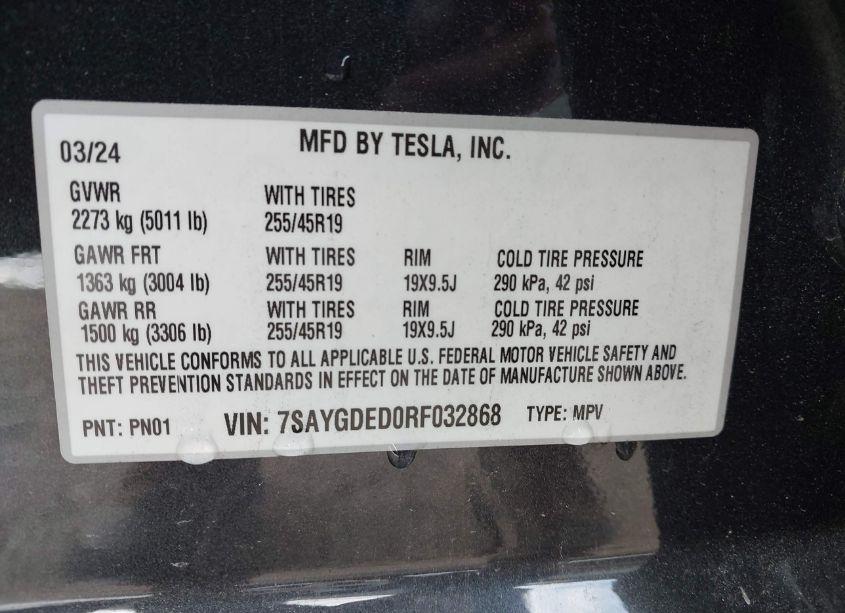 03/24 MFD BY TESLA, INC.
GVWR WITH TIRES
2273 kg (5011 lb) 255/45R19
GAWR FRT WITH TIRES RIM COLD TIRE PRESSURE
1363 kg (3004 lb) 255/45R19 19X9.5J 290 kPa, 42 psi
GAWR RR WITH TIRES RIM COLD TIRE PRESSURE
1500 kg (3306 lb) 255/45R19 19X9.5J 290 kPa, 42 psi
THIS VEHICLE CONFORMS TO ALL APPLICABLE U.S. FEDERAL MOTOR VEHICLE SAFETY AND
THEFT PREVENTION STANDARDS IN EFFECT ON THE DATE OF MANUFACTURE SHOWN ABOVE.
PNT: PN01 VIN: 7SAYGDED0RF032868 TYPE: MPV